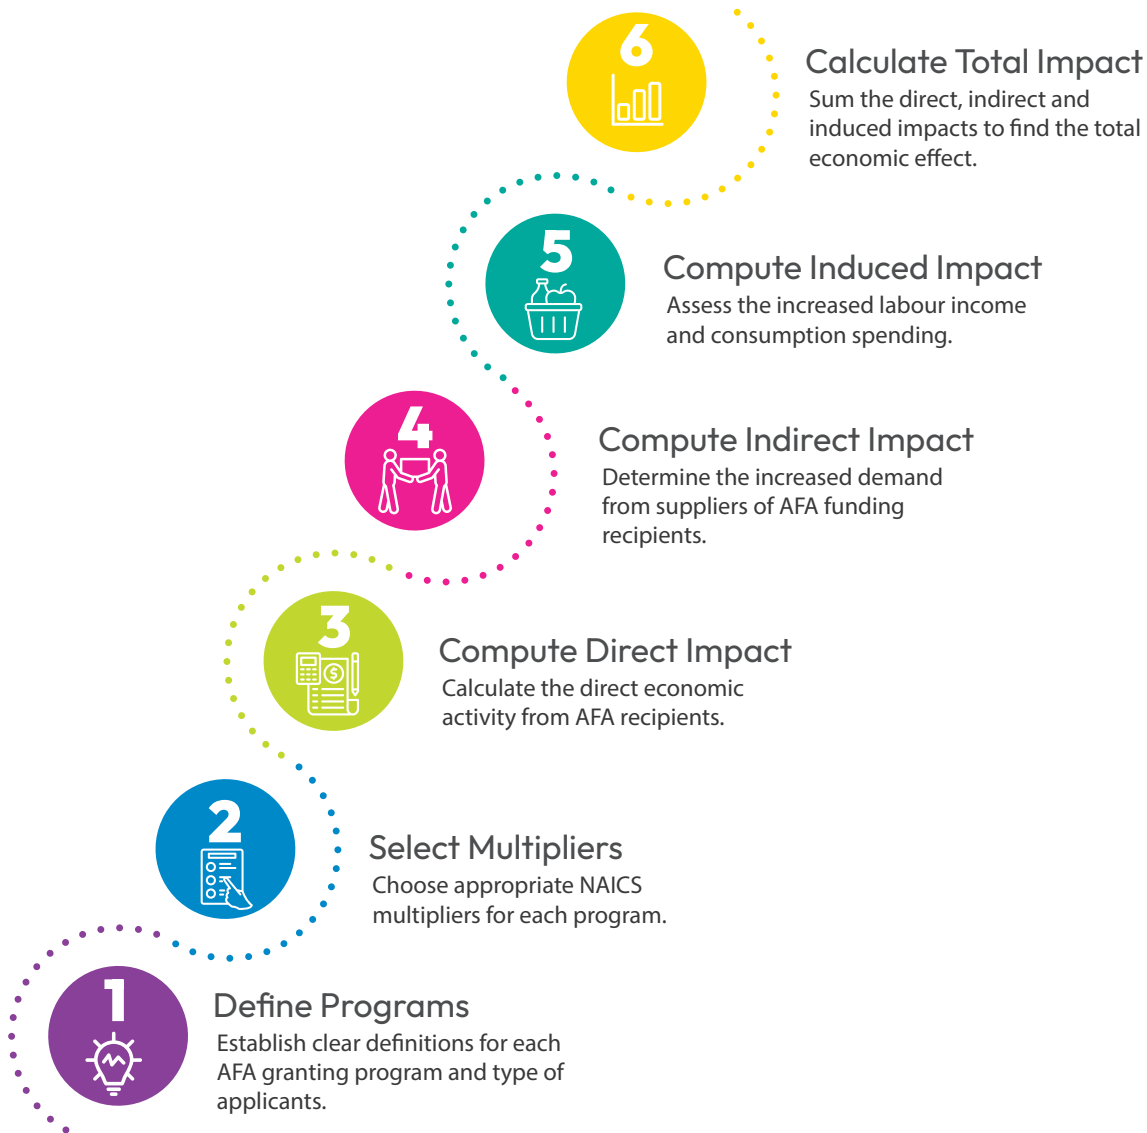 6
Calculate Total Impact
Sum the direct, indirect and
induced impacts to find the total
economic effect.
5
Compute Induced Impact
Assess the increased labour income
and consumption spending.
4
Compute Indirect Impact
Determine the increased demand
from suppliers of AFA funding
recipients.
3
$
Compute Direct Impact
Calculate the direct economic
activity from AFA recipients.
2
Select Multipliers
Choose appropriate NAICS
multipliers for each program.
1
Define Programs
Establish clear definitions for each
AFA granting program and type of
applicants.